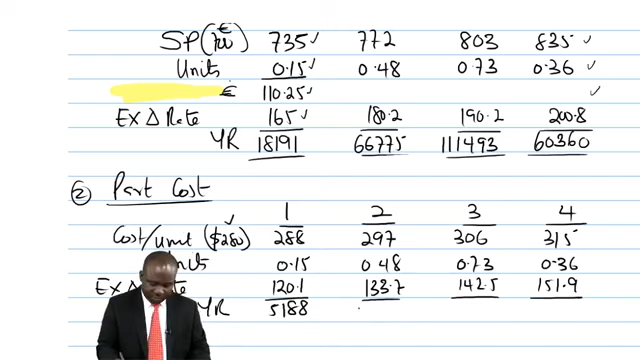 SP (700 €) 735 ✓ 772 803 835 ✓
Units 0.15 ✓ 0.48 0.73 0.36 ✓
€ 110.25 ✓ ✓
EX Δ Rate 165 ✓ 180.2 190.2 200.8
YR 18191 66775 111493 60360
② Part Cost
1 2 3 4
Cost/unit ($280) ✓ 288 297 306 315
nits 0.15 0.48 0.73 0.36
EX Δ te 120.1 133.7 142.5 151.9
YR 5188